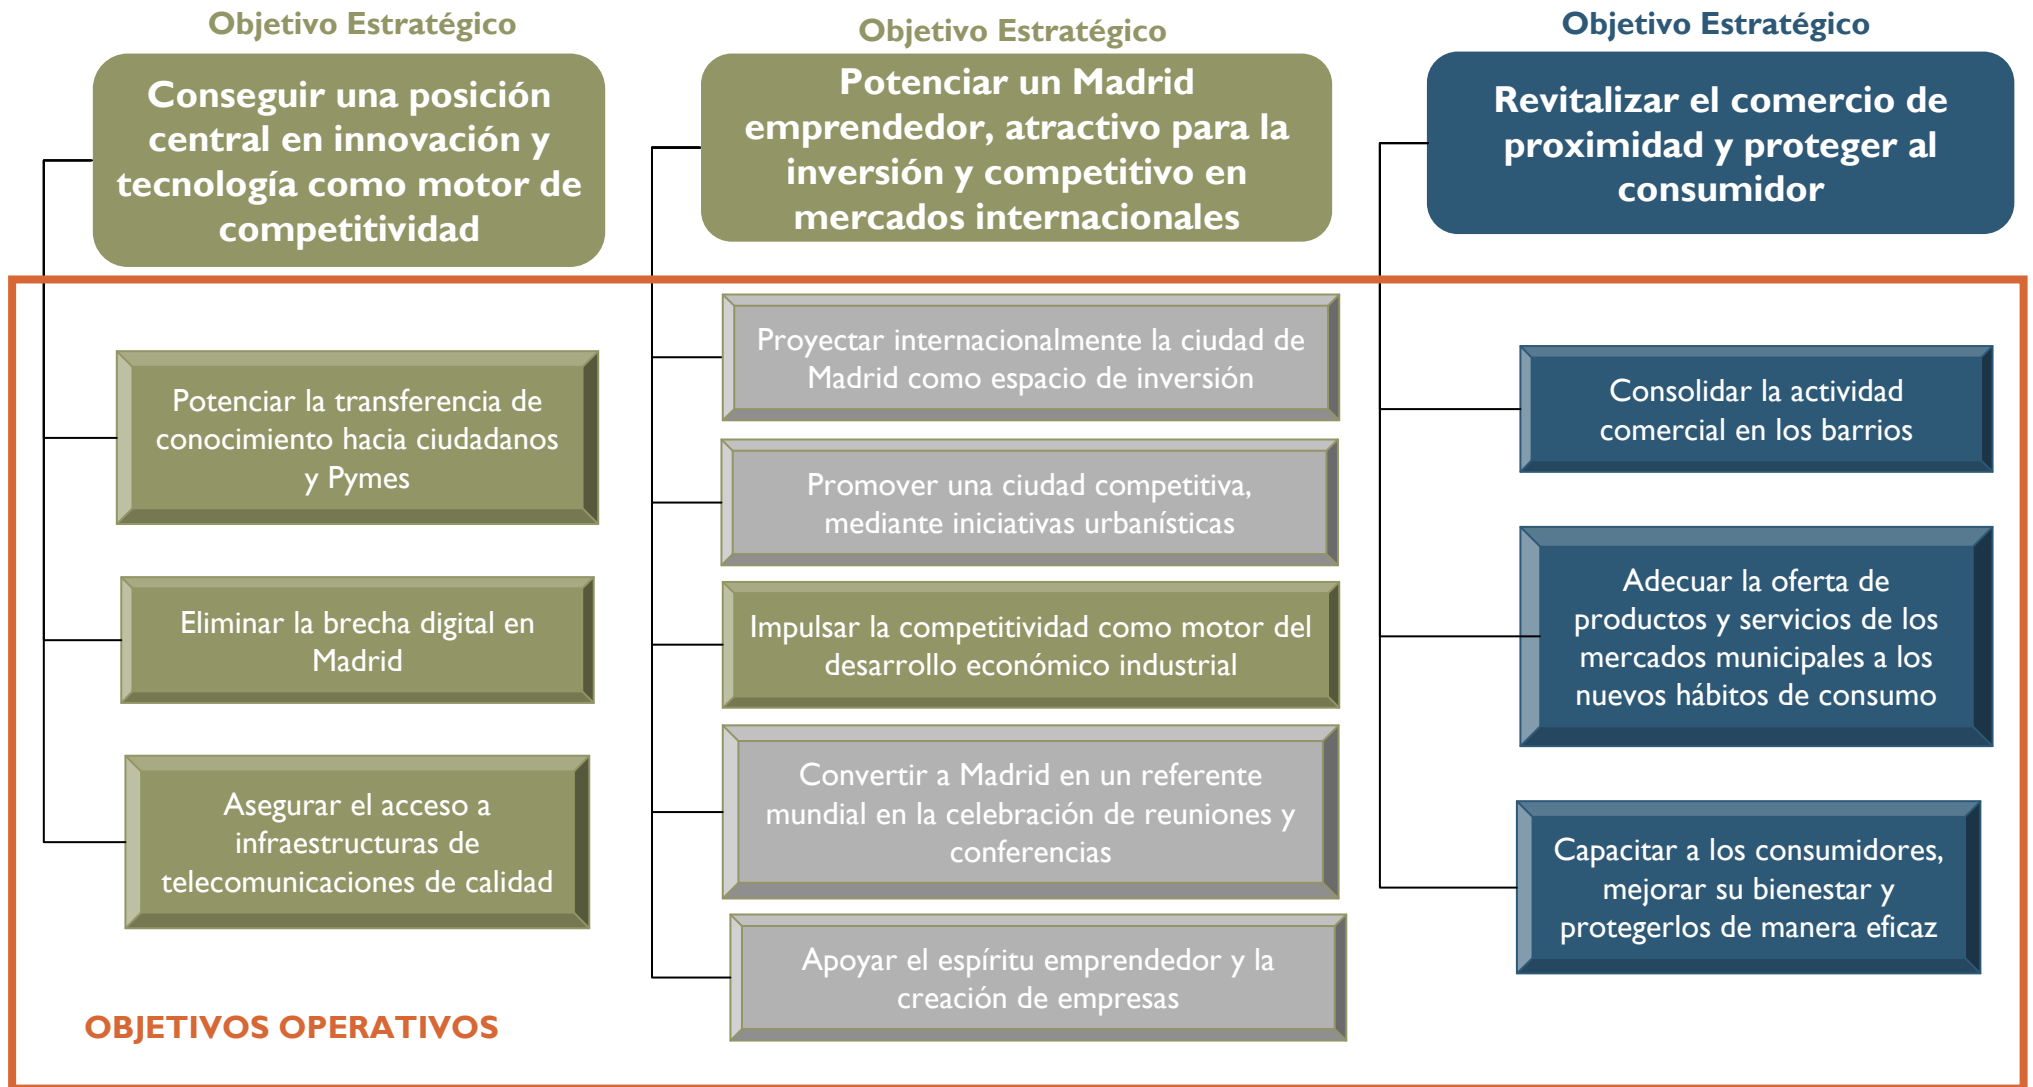 Objetivo Estratégico
Conseguir una posición
central en innovación y
tecnología como motor de
competitividad
Potenciar la transferencia de
conocimiento hacia ciudadanos
y Pymes
Eliminar la brecha digital en
Madrid
Asegurar el acceso a
infraestructuras de
telecomunicaciones de calidad
Objetivo Estratégico
Potenciar un Madrid
emprendedor, atractivo para la
inversión y competitivo en
mercados internacionales
Proyectar internacionalmente la ciudad de
Madrid como espacio de inversión
Promover una ciudad competitiva,
mediante iniciativas urbanísticas
Impulsar la competitividad como motor del
desarrollo económico industrial
Convertir a Madrid en un referente
mundial en la celebración de reuniones y
conferencias
Apoyar el espíritu emprendedor y la
creación de empresas
Objetivo Estratégico
Revitalizar el comercio de
proximidad y proteger al
consumidor
Consolidar la actividad
comercial en los barrios
Adecuar la oferta de
productos y servicios de los
mercados municipales a los
nuevos hábitos de consumo
Capacitar a los consumidores,
mejorar su bienestar y
protegerlos de manera eficaz
OBJETIVOS OPERATIVOS